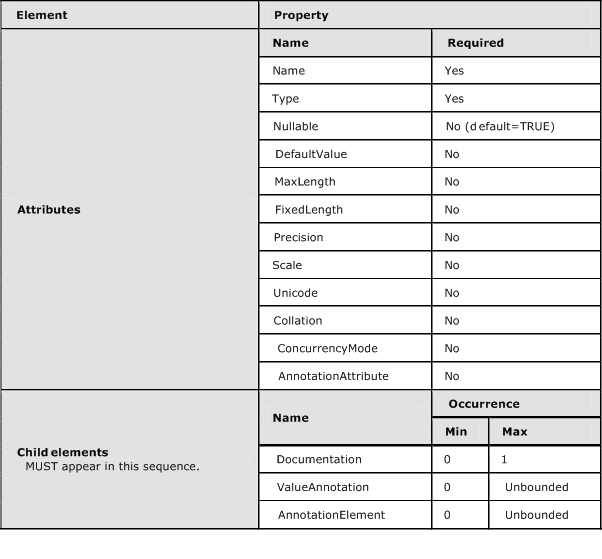 Element Property
Name Required
Name Yes
Type Yes
Nullable No (default=TRUE)
DefaultValue No
MaxLength No
Attributes FixedLength No
Precision No
Scale No
Unicode No
Collation No
ConcurrencyMode No
AnnotationAttribute No
Name Occurrence
Min Max
Child elements
MUST appear in this sequence.
Documentation 0 1
ValueAnnotation 0 Unbounded
AnnotationElement 0 Unbounded